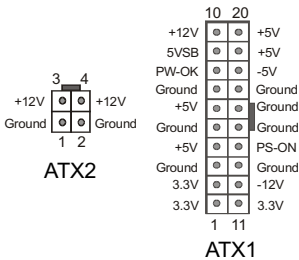 10 20
+12V +5V
5VSB +5V
PW-OK -5V
Ground Ground
+5V Ground
Ground Ground
+5V PS-ON
Ground Ground
3.3V -12V
3.3V 3.3V
1 11
ATX1
3 4
+12V +12V
Ground Ground
1 2
ATX2